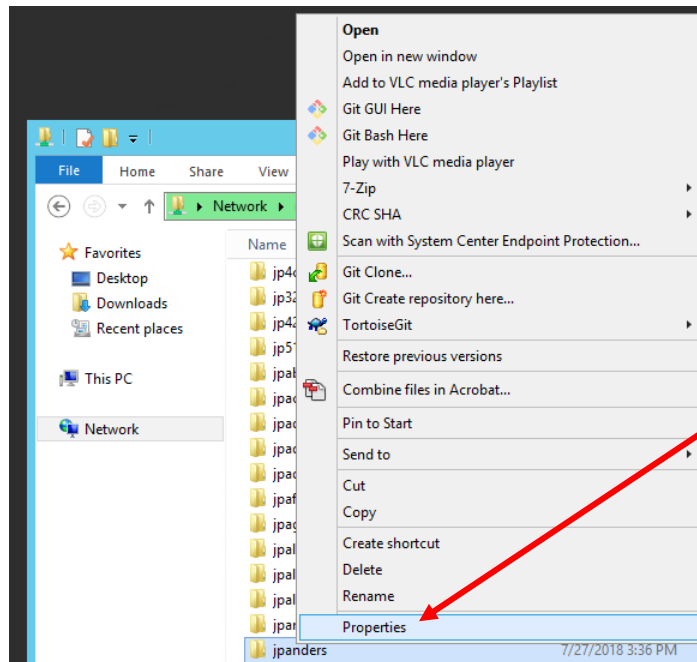 Open
Open in new window
Add to VLC media player's Playlist
Git GUI Here
Git Bash Here
Play with VLC media player
7-Zip
CRC SHA
Scan with System Center Endpoint Protection...
Git Clone...
Git Create repository here...
TortoiseGit
Restore previous versions
Combine files in Acrobat...
Pin to Start
Send to
Cut
Copy
Create shortcut
Delete
Rename
Properties
File Home Share View
Network
Favorites
Desktop
Downloads
Recent places
This PC
Network
Name
jpanders 7/27/2018 3:36 PM